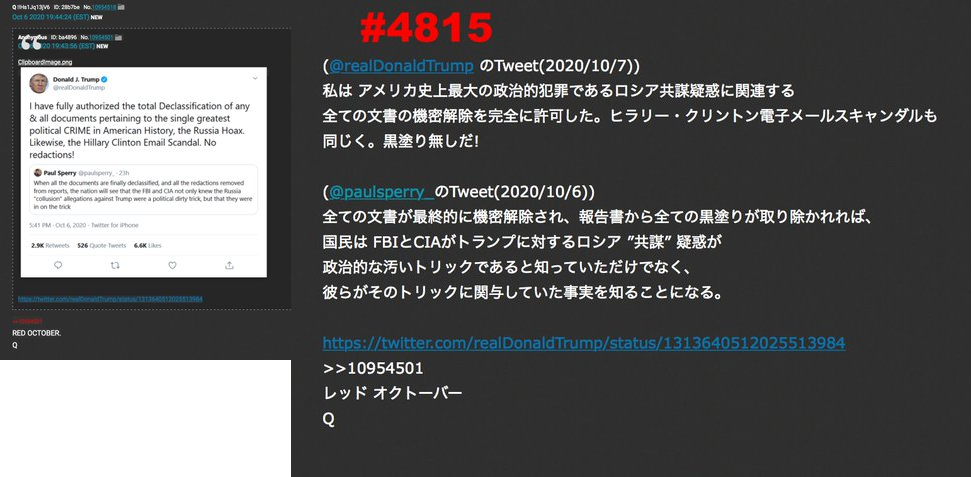 Q !!Hs1Jq13jV6 ID: 28b7be No.10954518
Oct 6 2020 19:44:24 (EST) NEW
Anonymous ID: ba4896 No.10954501
2020 19:43:56 (EST) NEW
ClipboardImage.png
Donald J. Trump
@realDonaldTrump
I have fully authorized the total Declassification of any
& all documents pertaining to the single greatest
political CRIME in American History, the Russia Hoax.
Likewise, the Hillary Clinton Email Scandal. No
redactions!
Paul Sperry @paulsperry_ · 23h
When all the documents are finally declassified, and all the redactions removed
from reports, the nation will see that the FBI and CIA not only knew the Russia
"collusion" allegations against Trump were a political dirty trick, but that they were
in on the trick
5:41 PM · Oct 6, 2020 · Twitter for iPhone
2.9K Retweets 526 Quote Tweets 6.6K Likes
https://twitter.com/realDonaldTrump/status/1313640512025513984
>>10954501
RED OCTOBER.
Q
#4815
(@realDonaldTrump のTweet(2020/10/7))
私は アメリカ史上最大の政治的犯罪であるロシア共謀疑惑に関連する
全ての文書の機密解除を完全に許可した。ヒラリー・クリントン電子メールスキャンダルも
同じく。黒塗り無しだ!
(@paulsperry_ のTweet(2020/10/6))
全ての文書が最終的に機密解除され、報告書から全ての黒塗りが取り除かれれば、
国民は FBIとCIAがトランプに対するロシア ”共謀” 疑惑が
政治的な汚いトリックであると知っていただけでなく、
彼らがそのトリックに関与していた事実を知ることになる。
https://twitter.com/realDonaldTrump/status/1313640512025513984
>>10954501
レッド オクトーバー
Q